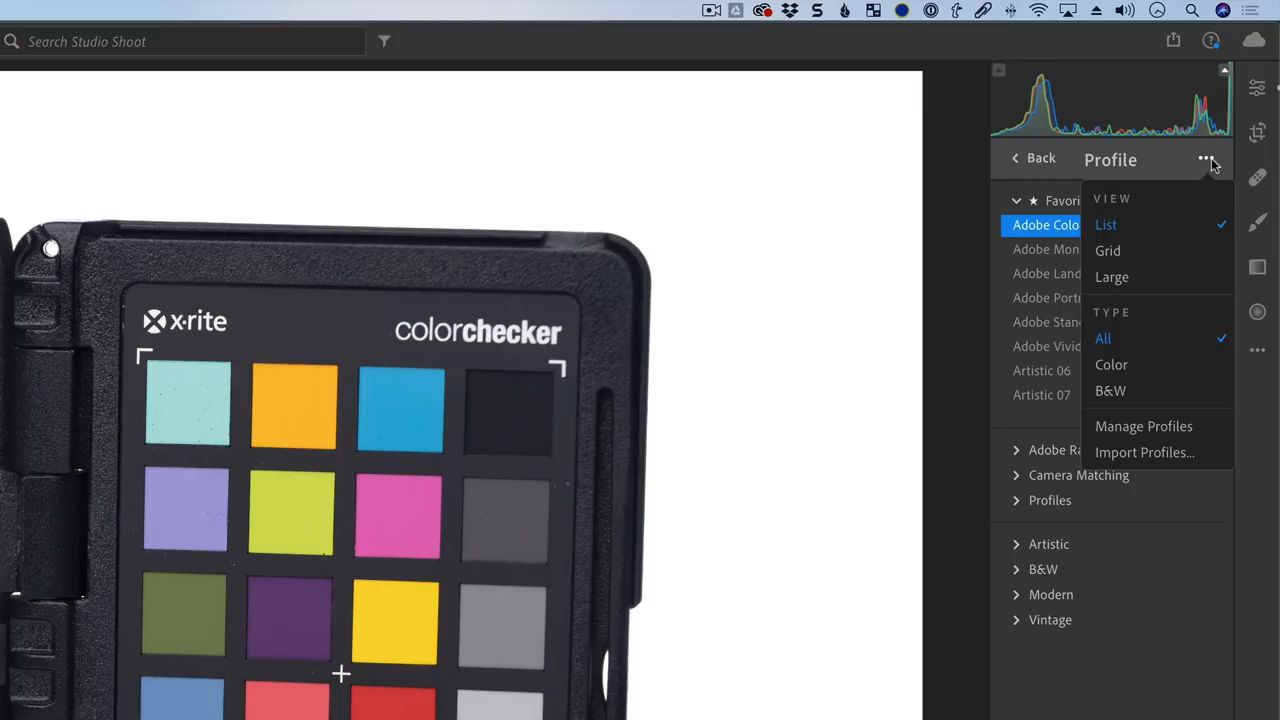 Search Studio Shoot
Back
Profile
Favori
VIEW
Adobe Colo
List
Adobe Mon
Grid
Adobe Land
Large
Adobe Portr
TYPE
Adobe Stan
All
Adobe Vivid
Color
Artistic 06
B&W
Artistic 07
Manage Profiles
Adobe Ra
Import Profiles...
Camera Matching
Profiles
Artistic
B&W
Modern
Vintage
x·rite
colorchecker